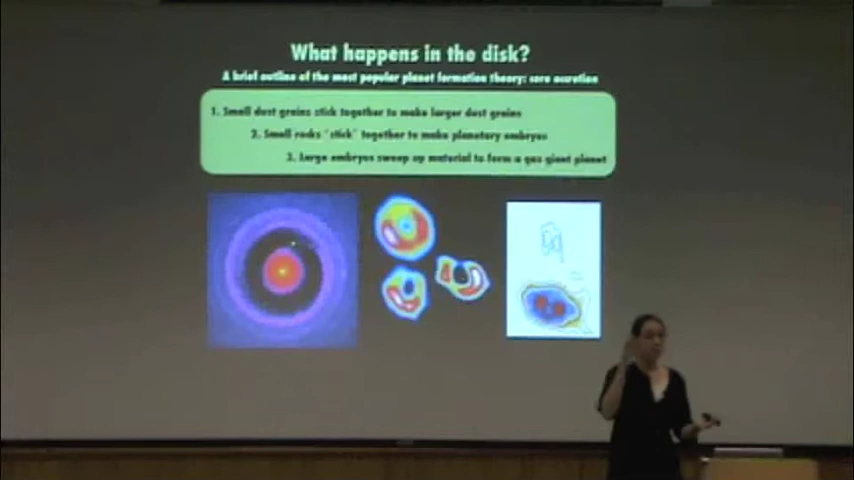 What happens in the disk?
A brief outline of the most popular planet formation theory: core accretion
1. Small dust grains stick together to make larger dust grains
2. Small rocks "stick" together to make planetary embryos
3. Large embryos sweep up material to form a gas giant planet